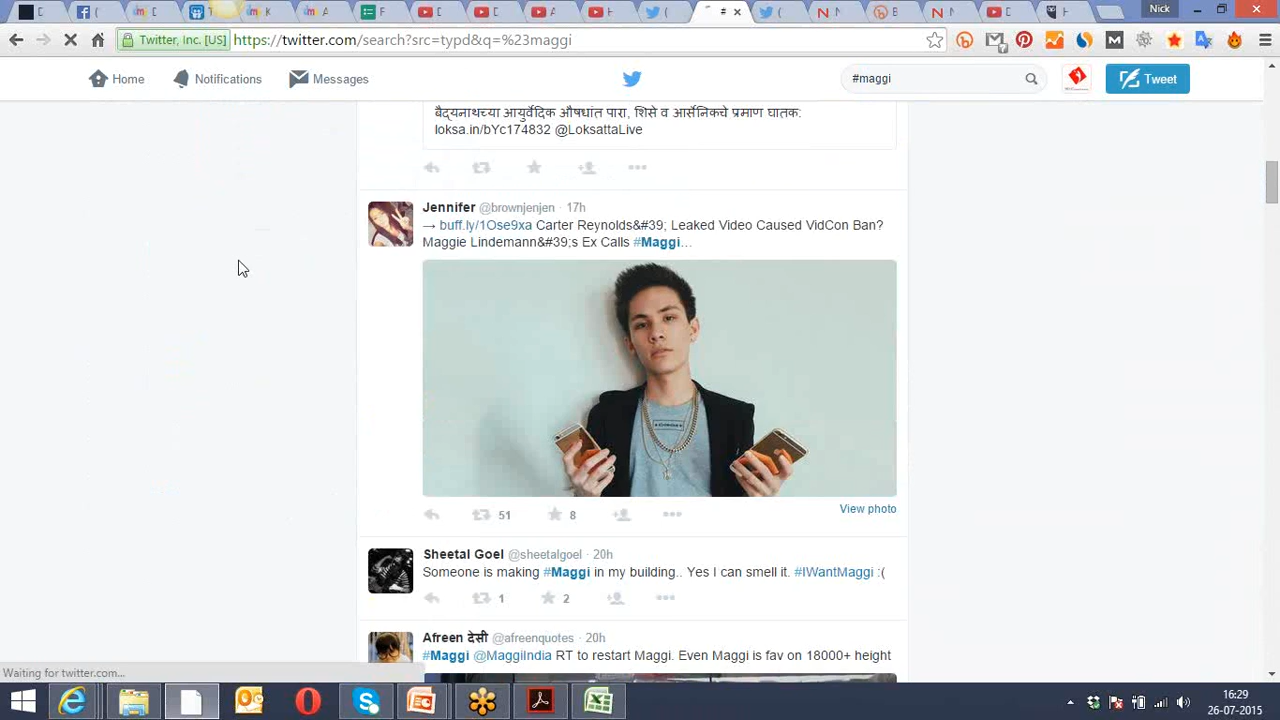 Nick
Twitter, Inc. [US] https://twitter.com/search?src=typd&q=%23maggi
Home Notifications Messages #maggi Tweet
बैद्यनाथच्या आयुर्वेदिक औषधांत पारा, शिसे व आर्सेनिकचे प्रमाण घातक:
loksa.in/bYc174832 @LoksattaLive
Jennifer @brownjenjen · 17h
→ buff.ly/1Ose9xa Carter Reynolds&#39; Leaked Video Caused VidCon Ban?
Maggie Lindemann&#39;s Ex Calls #Maggi…
51 8 View photo
Sheetal Goel @sheetalgoel · 20h
Someone is making #Maggi in my building.. Yes I can smell it. #IWantMaggi :(
1 2
Afreen देसी @afreenquotes · 20h
#Maggi @MaggiIndia RT to restart Maggi. Even Maggi is fav on 18000+ height
Waiting for twitter.com...
16:29
26-07-2015